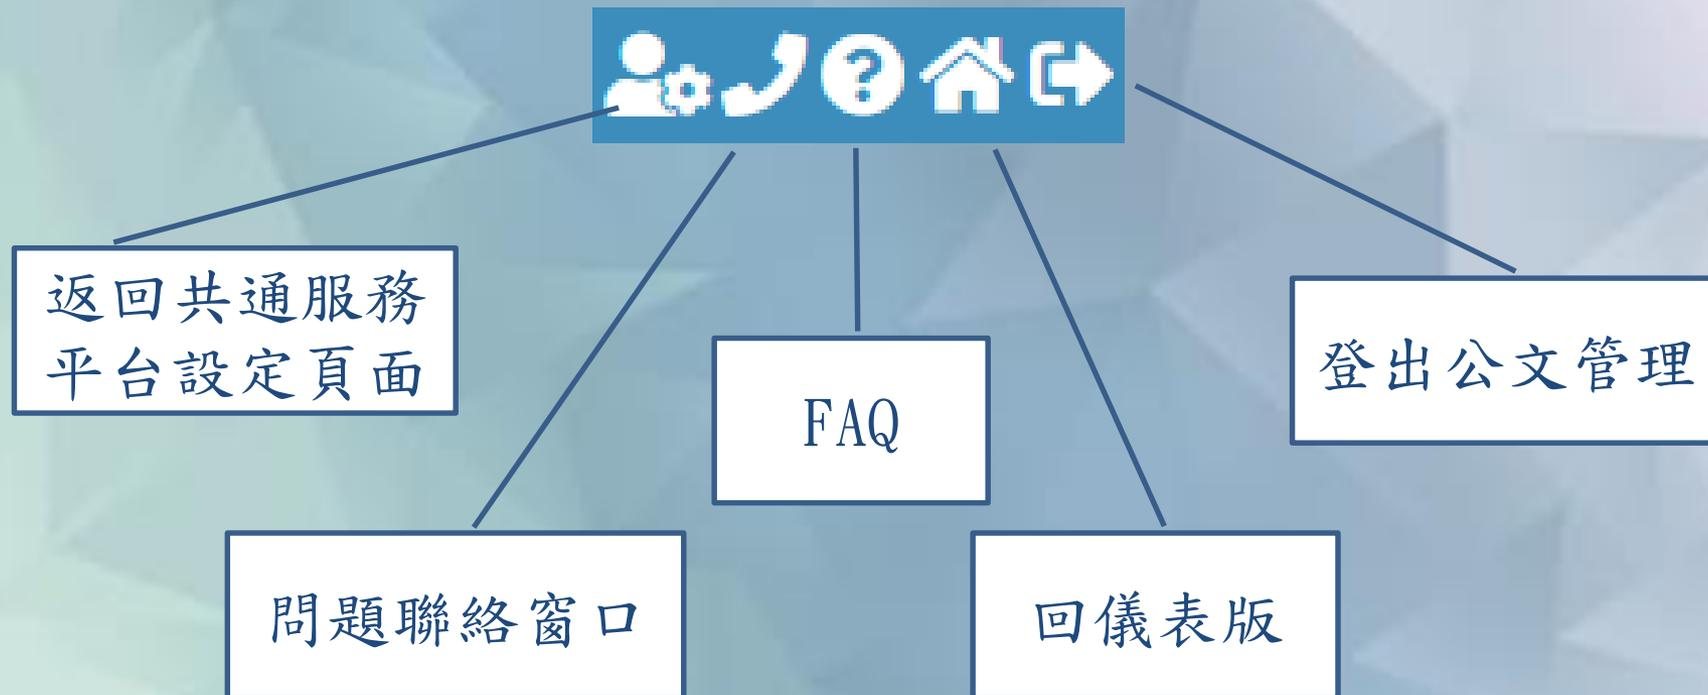 返回共通服務
平台設定頁面
問題聯絡窗口
FAQ
回儀表版
登出公文管理